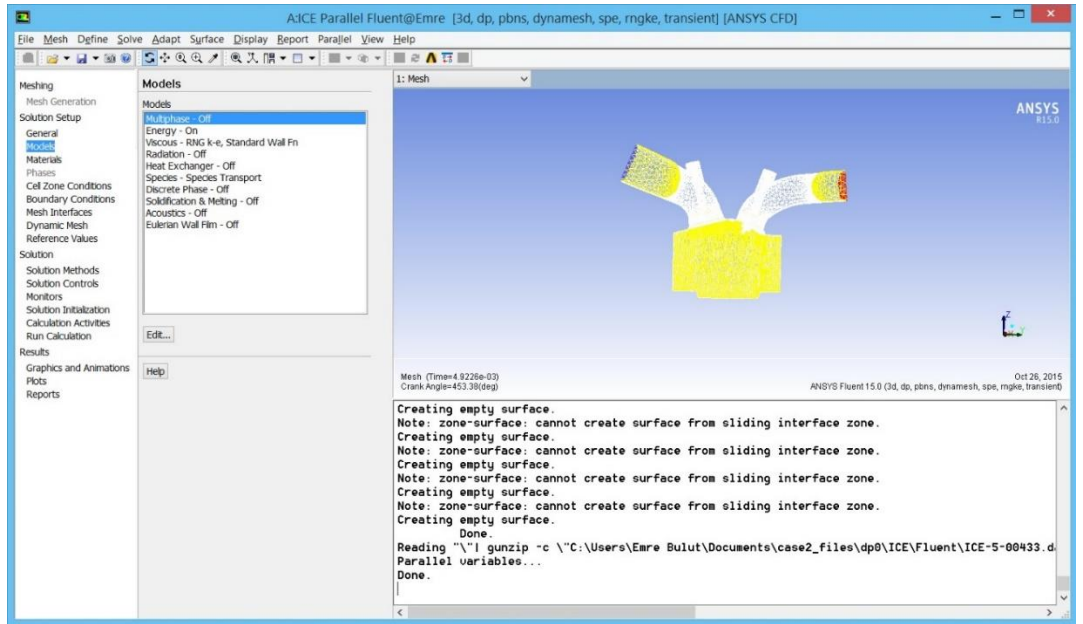 A:ICE Parallel Fluent@Emre [3d, dp, pbns, dynamesh, spe, rngke, transient] [ANSYS CFD]
File Mesh Define Solve Adapt Surface Display Report Parallel View Help
Meshing
Mesh Generation
Solution Setup
General
Models
Materials
Phases
Cell Zone Conditions
Boundary Conditions
Mesh Interfaces
Dynamic Mesh
Reference Values
Solution
Solution Methods
Solution Controls
Monitors
Solution Initialization
Calculation Activities
Run Calculation
Results
Graphics and Animations
Plots
Reports
Models
Models
Multiphase - Off
Energy - On
Viscous - RNG k-e, Standard Wall Fn
Radiation - Off
Heat Exchanger - Off
Species - Species Transport
Discrete Phase - Off
Solidification & Melting - Off
Acoustics - Off
Eulerian Wall Film - Off
Edit...
Help
1: Mesh
ANSYS
R15.0
Z
Mesh (Time=4.9226e-03)
Crank Angle=453.38(deg)
Oct 26, 2015
ANSYS Fluent 15.0 (3d, dp, pbns, dynamesh, spe, rngke, transient)
Creating empty surface.
Note: zone-surface: cannot create surface from sliding interface zone.
Creating empty surface.
Note: zone-surface: cannot create surface from sliding interface zone.
Creating empty surface.
Note: zone-surface: cannot create surface from sliding interface zone.
Creating empty surface.
Note: zone-surface: cannot create surface from sliding interface zone.
Creating empty surface.
Done.
Reading "\"| gunzip -c \"C:\Users\Emre Bulut\Documents\case2_files\dp0\ICE\Fluent\ICE-5-00433.d
Parallel variables...
Done.